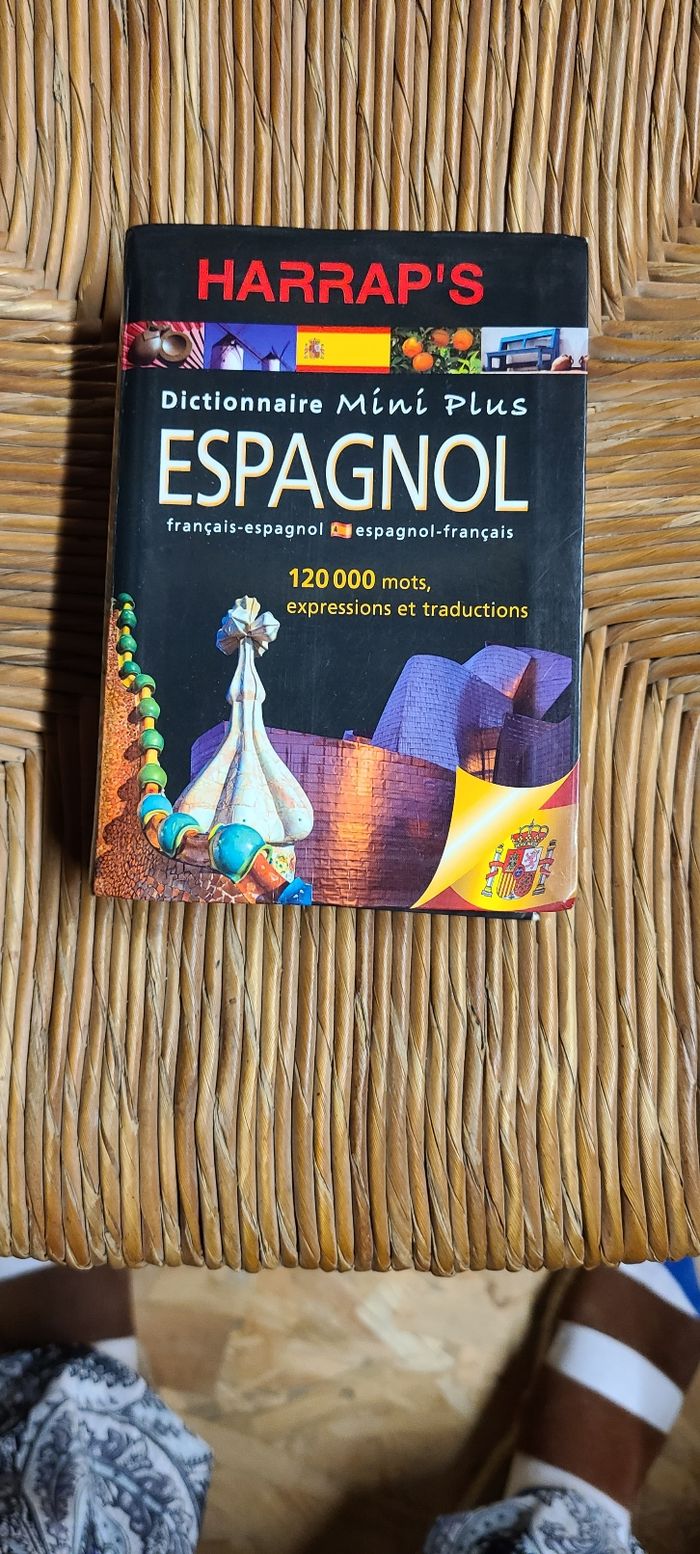 HARRAP'S
Dictionnaire Mini Plus
ESPAGNOL
français-espagnol espagnol-français
120 000 mots,
expressions et traductions